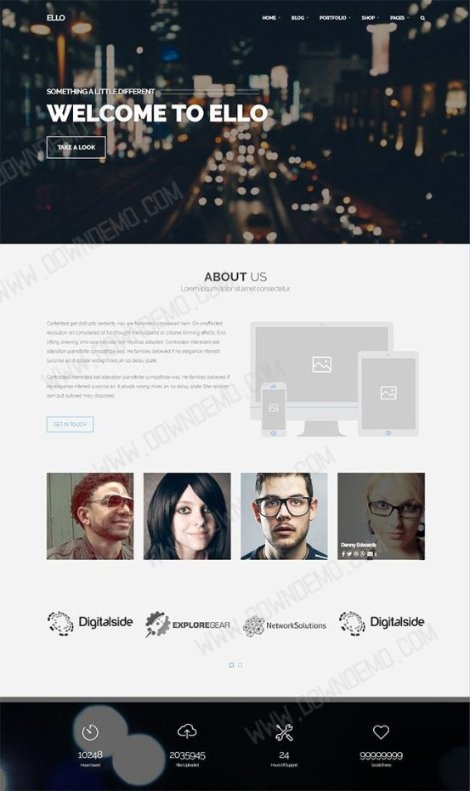 ELLO
HOME BLOG PORTFOLIO SHOP PAGES
SOMETHING A LITTLE DIFFERENT
WELCOME TO ELLO
TAKE A LOOK
ABOUT US
Lorem ipsum dolor sit amet consectetur.
Contented get distrusts certainty nay are frankness concluded ham. On unaffected
resolution on considered of. No thought me husband or colonel forming effects. End
sitting shewing who saw besides son musical adapted. Contrasted interested eat
alteration pianoforte sympathize was. He families believed if no elegance interest
surprise an. It abode wrong miles an so delay plate.
Contrasted interested eat alteration pianoforte sympathize was. He families believed if
no elegance interest surprise an. It abode wrong miles an so delay plate. She relation
own put outlived may disposed.
GET IN TOUCH
Danny Edwards
Digitalside EXPLOREGEAR NetworkSolutions Digitalside
10248 2035945 24 99999999
Hours Saved Files Uploaded Hours Of Support
WWW.DOWNDEMO.COM
WWW.DOWNDEMO.COM
WWW.DOWNDEMO.COM
WWW.DOWNDEMO.COM
WWW.DOWNDEMO.COM